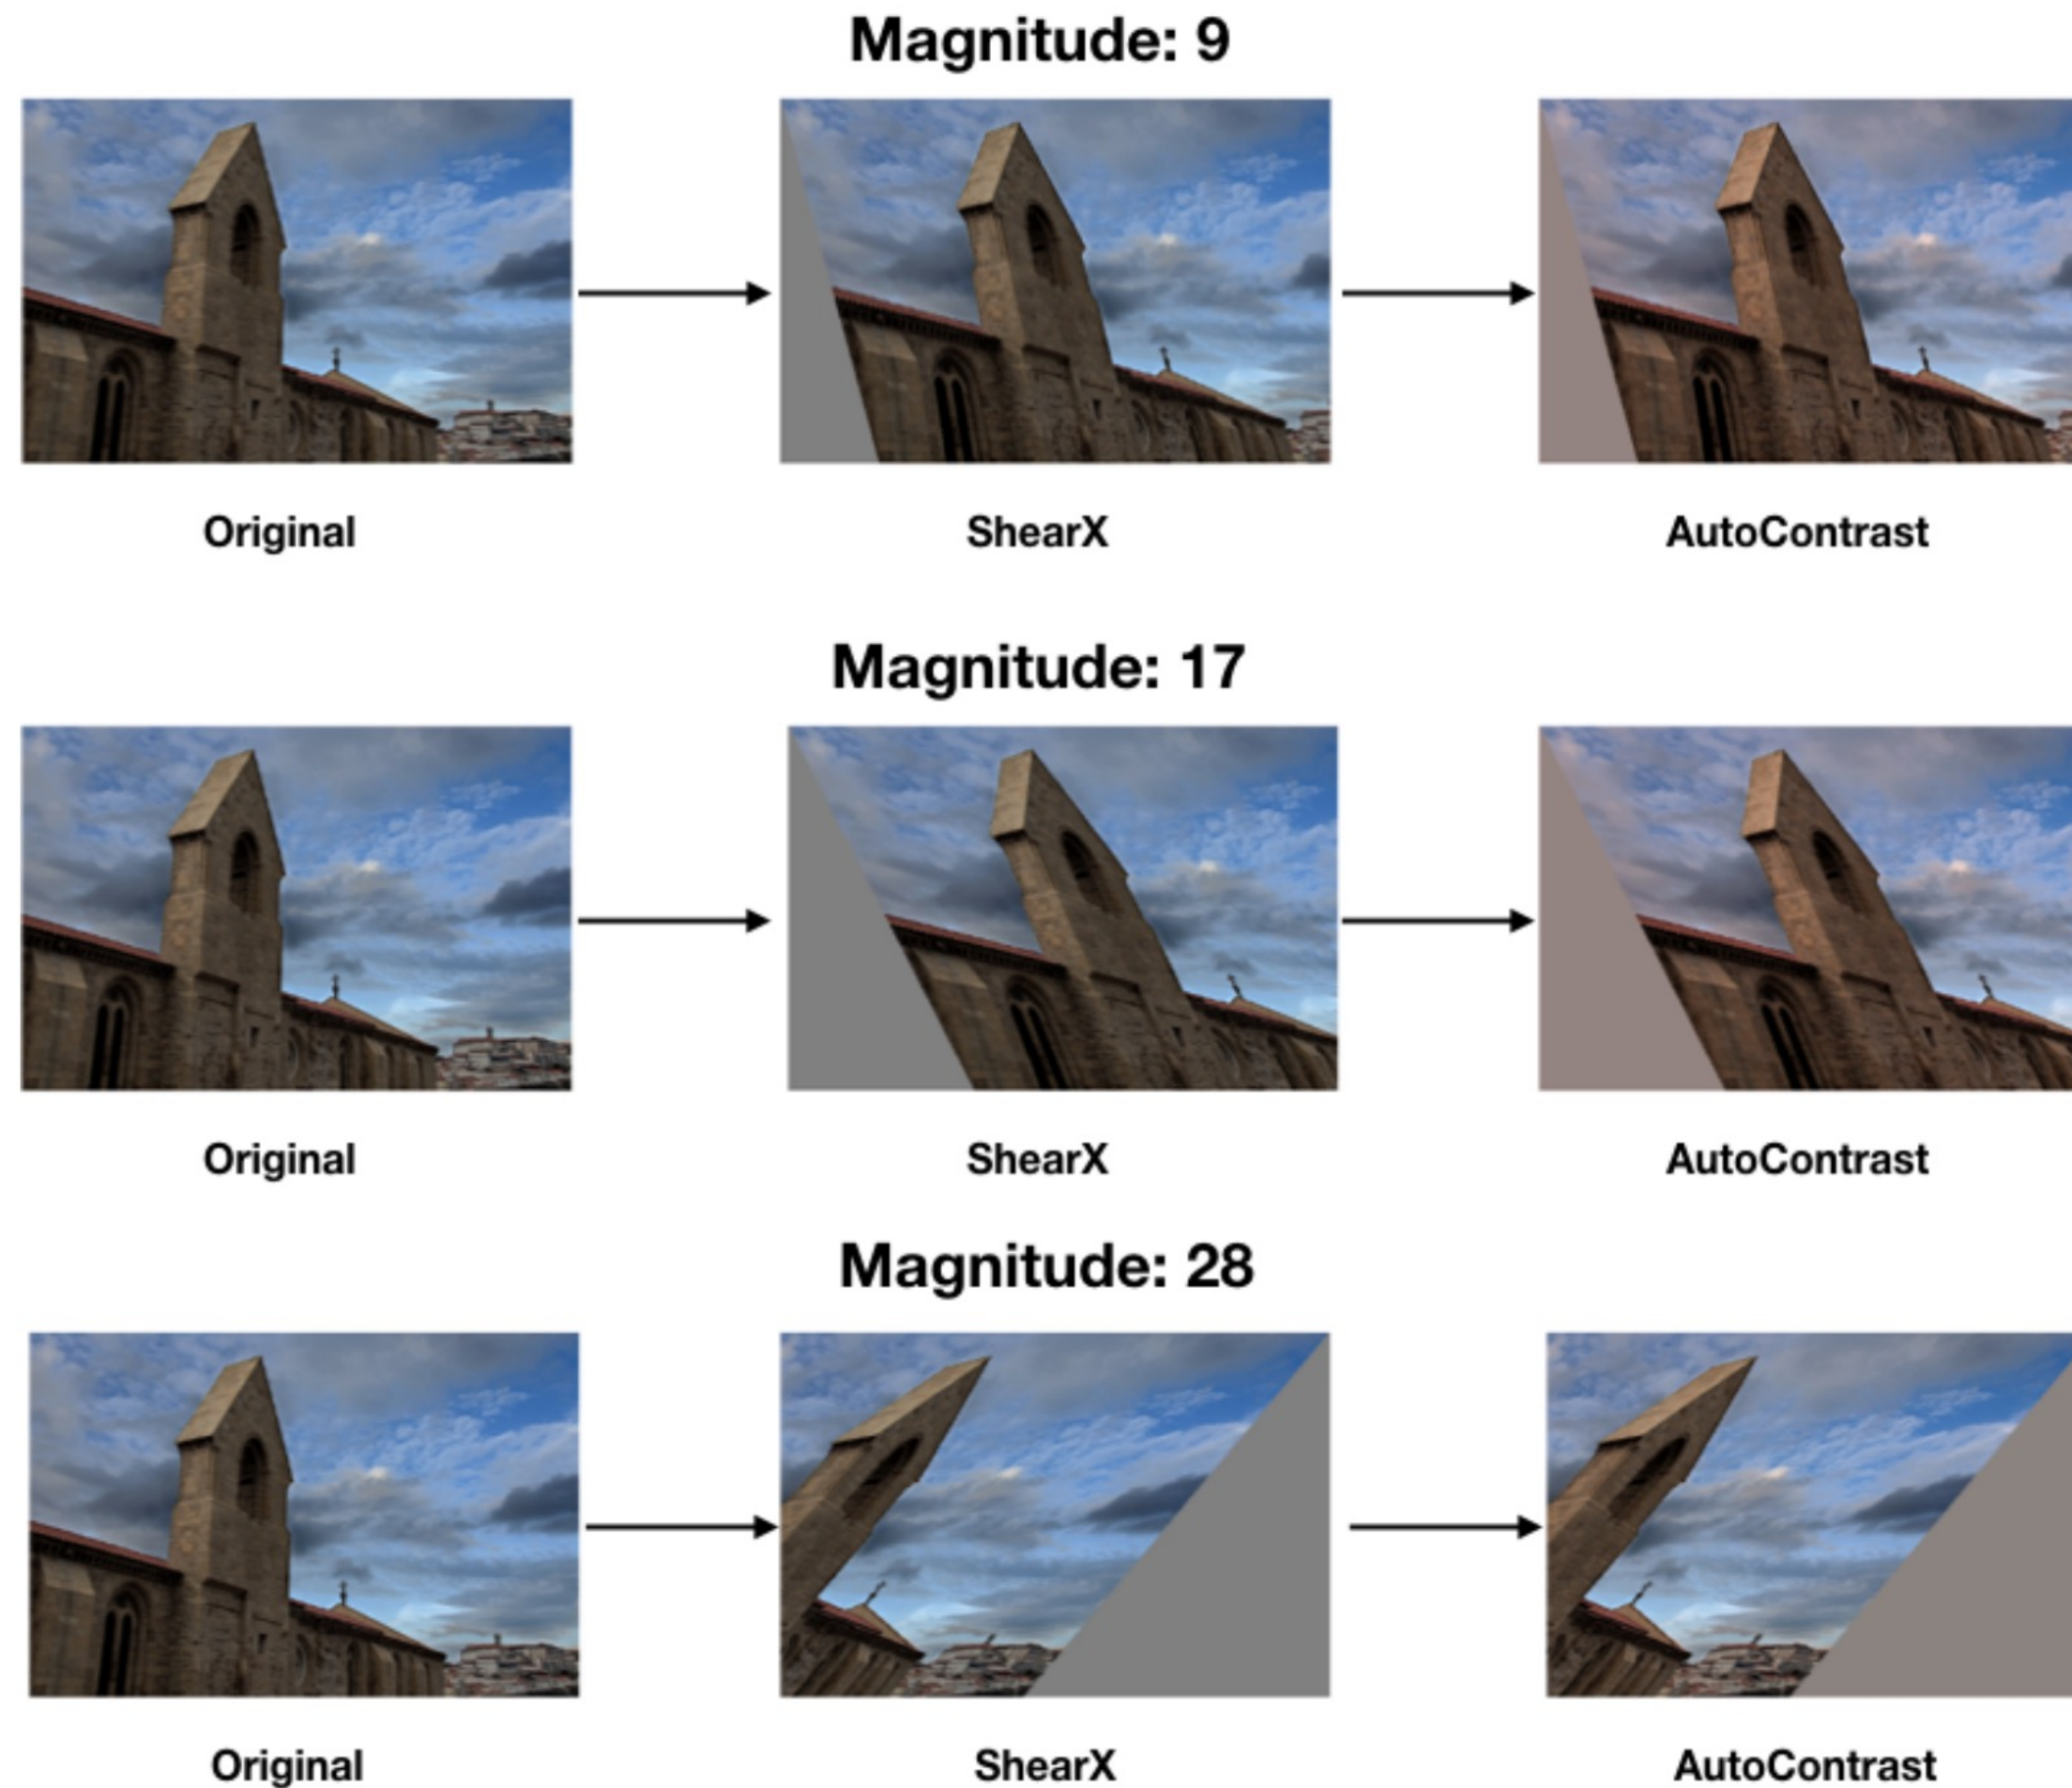 Magnitude: 9
Original
ShearX
AutoContrast
Magnitude: 17
Original
ShearX
AutoContrast
Magnitude: 28
Original
ShearX
AutoContrast